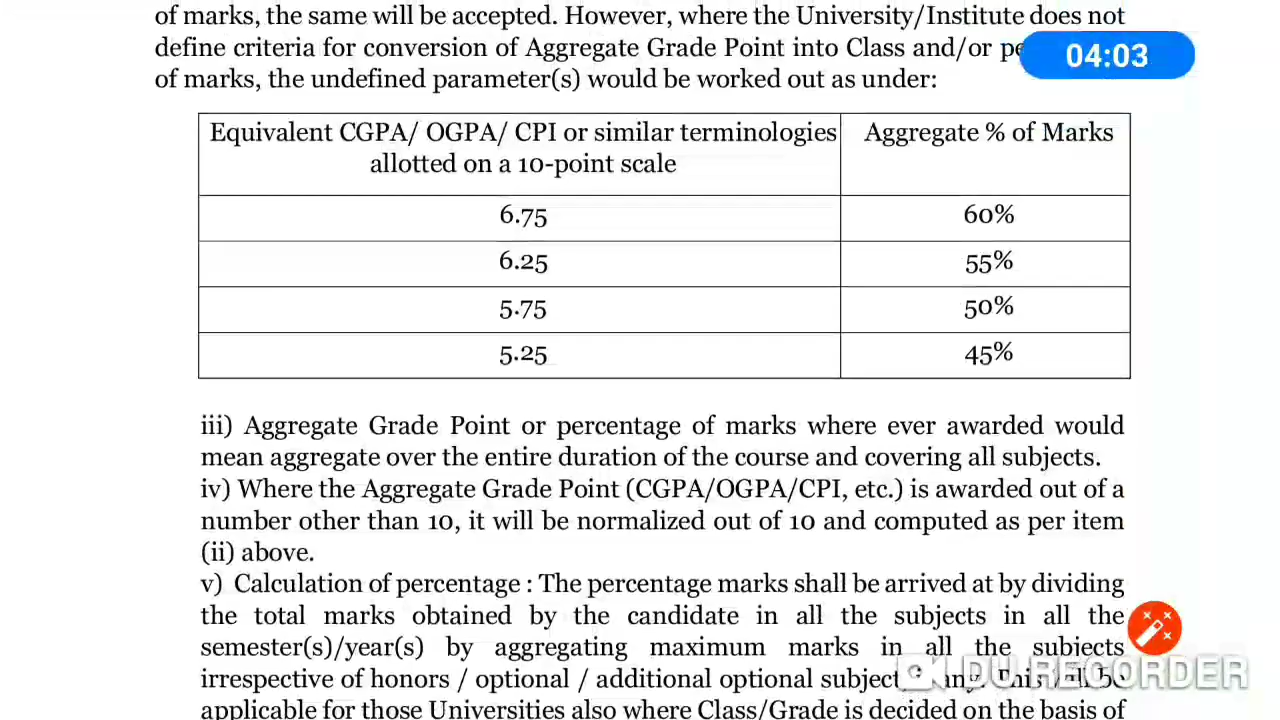 of marks, the same will be accepted. However, where the University/Institute does not
define criteria for conversion of Aggregate Grade Point into Class and/or
04:03
of marks, the undefined parameter(s) would be worked out as under:
Equivalent CGPA/ OGPA/ CPI or similar terminologies
allotted on a 10-point scale
Aggregate % of Marks
6.75 60%
6.25 55%
5.75 50%
5.25 45%
iii) Aggregate Grade Point or percentage of marks where ever awarded would
mean aggregate over the entire duration of the course and covering all subjects.
iv) Where the Aggregate Grade Point (CGPA/OGPA/CPI, etc.) is awarded out of a
number other than 10, it will be normalized out of 10 and computed as per item
(ii) above.
v) Calculation of percentage : The percentage marks shall be arrived at by dividing
the total marks obtained by the candidate in all the subjects in all the
semester(s)/year(s) by aggregating maximum marks in all the subjects
irrespective of honors / optional / additional optional subject, if any. This will be
DU RECORDER
applicable for those Universities also where Class/Grade is decided on the basis of